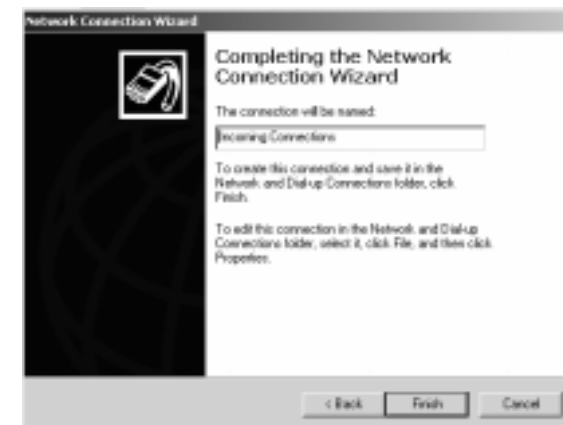 Network Connection Wizard
Completing the Network
Connection Wizard
The connection will be named:
Incoming Connections
To create this connection and save it in the
Network and Dial-up Connections folder, click
Finish.
To edit this connection in the Network and Dial-up
Connections folder, select it, click File, and then click
Properties.
< Back
Finish
Cancel